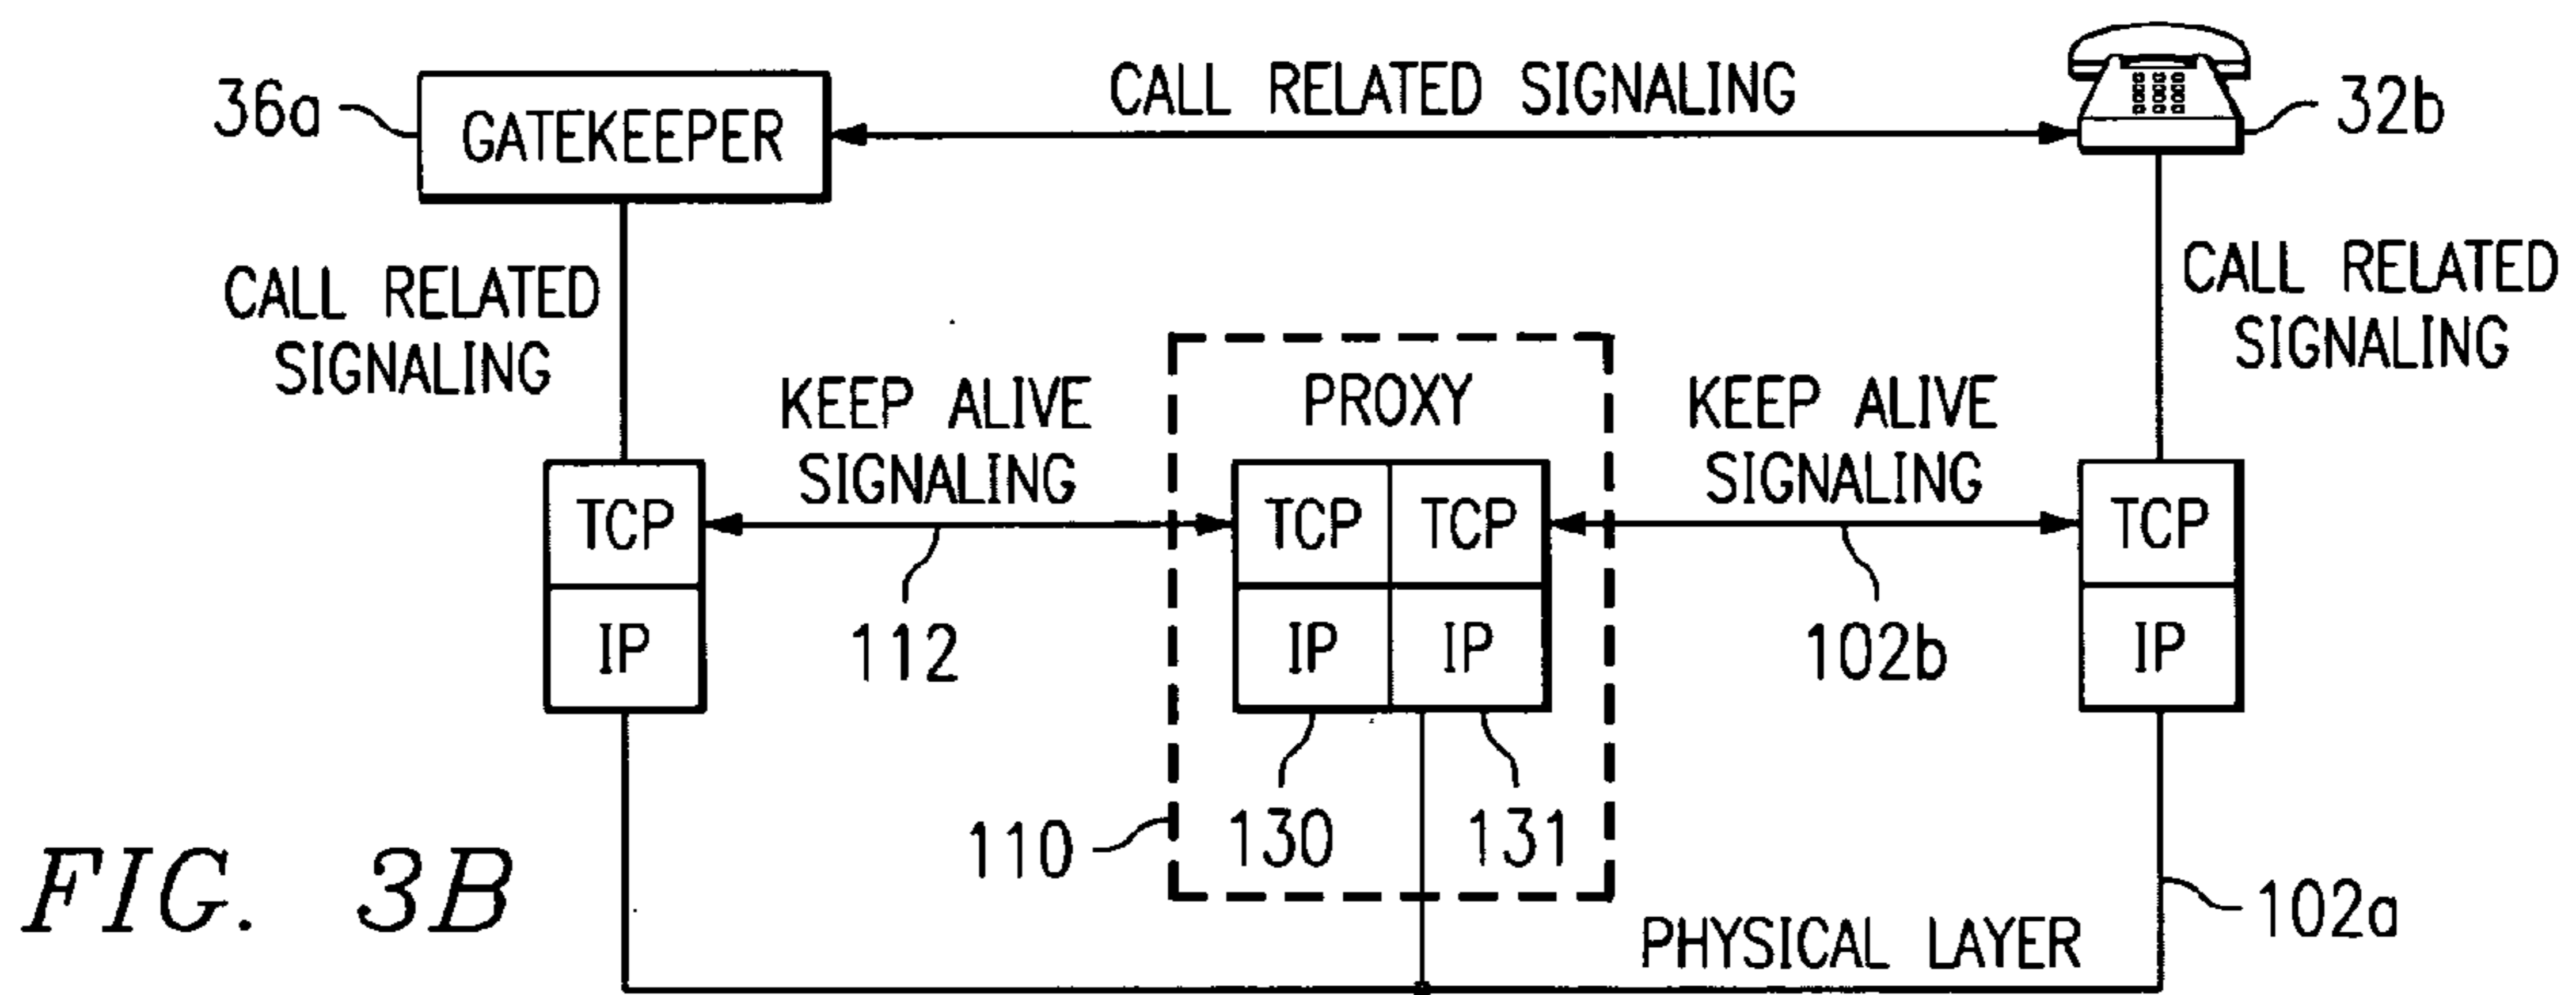 CALL RELATED SIGNALING
36a
GATEKEEPER
32b
CALL RELATED
SIGNALING
CALL RELATED
SIGNALING
KEEP ALIVE
SIGNALING
PROXY
KEEP ALIVE
SIGNALING
TCP
TCP
TCP
TCP
IP
112
IP
IP
102b
IP
110
130
131
102a
FIG. 3B
PHYSICAL LAYER